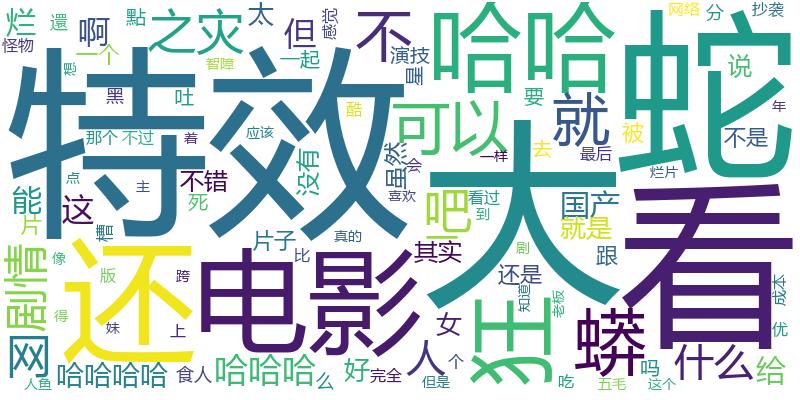 烂
還
怪物
點
一个
啊
之灾
太
但
感觉
不
哈哈
网络
分
抄袭
蛇
特效
智障
想
一起
演技
星
黑
吐
酷
可以
要
就
说
被
不是
年
那个
不过
着
应该
没有
虽然
会
喜欢
大
去
一样
最后
烂片
看
能
片
这
点
主
不错
死
吧
看过
到
国产
就是
跟
槽
片子
真的
其实
剧
还是
知道
老板
成本
剧情
像
版
还
跨
电影
比
狂
女
蟒
优
得
妹
上
网
人鱼
哈哈哈哈
食人
哈哈哈
么
好
完全
人
个
但是
吃
吗
五毛
这个
什么
给